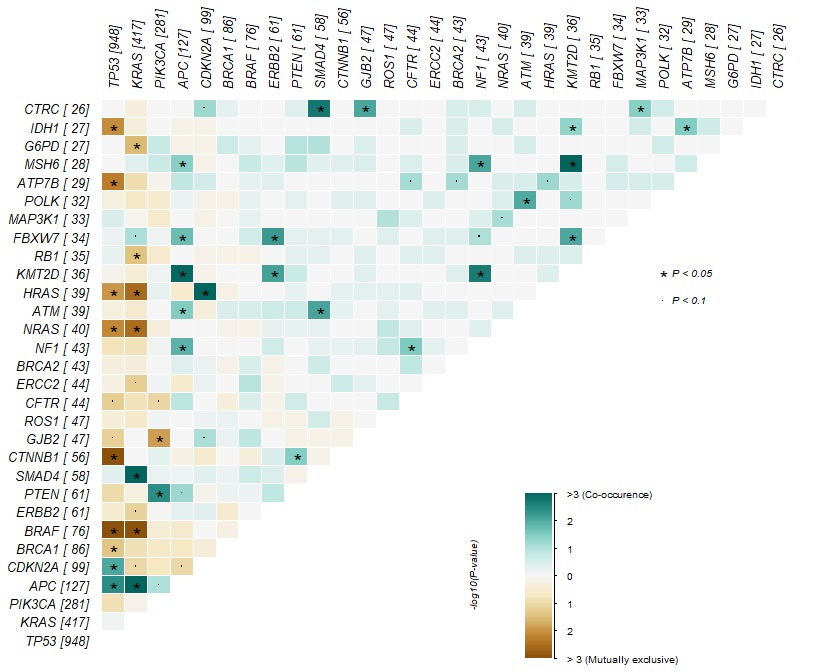 TP53 [948]
KRAS [417]
PIK3CA [281]
APC [127]
CDKN2A [ 99]
BRCA1 [ 86]
BRAF [ 76]
ERBB2 [ 61]
PTEN [ 61]
SMAD4 [ 58]
CTNNB1 [ 56]
GJB2 [ 47]
ROS1 [ 47]
CFTR [ 44]
ERCC2 [ 44]
BRCA2 [ 43]
NF1 [ 43]
NRAS [ 40]
ATM [ 39]
HRAS [ 39]
KMT2D [ 36]
RB1 [ 35]
FBXW7 [ 34]
MAP3K1 [ 33]
POLK [ 32]
ATP7B [ 29]
MSH6 [ 28]
G6PD [ 27]
IDH1 [ 27]
CTRC [ 26]
CTRC [ 26]
IDH1 [ 27]
G6PD [ 27]
MSH6 [ 28]
ATP7B [ 29]
POLK [ 32]
MAP3K1 [ 33]
FBXW7 [ 34]
RB1 [ 35]
KMT2D [ 36]
HRAS [ 39]
ATM [ 39]
NRAS [ 40]
NF1 [ 43]
BRCA2 [ 43]
ERCC2 [ 44]
CFTR [ 44]
ROS1 [ 47]
GJB2 [ 47]
CTNNB1 [ 56]
SMAD4 [ 58]
PTEN [ 61]
ERBB2 [ 61]
BRAF [ 76]
BRCA1 [ 86]
CDKN2A [ 99]
APC [127]
PIK3CA [281]
KRAS [417]
TP53 [948]
* P < 0.05
. P < 0.1
-log10(P-value)
>3 (Co-occurence)
2
1
0
1
2
> 3 (Mutually exclusive)